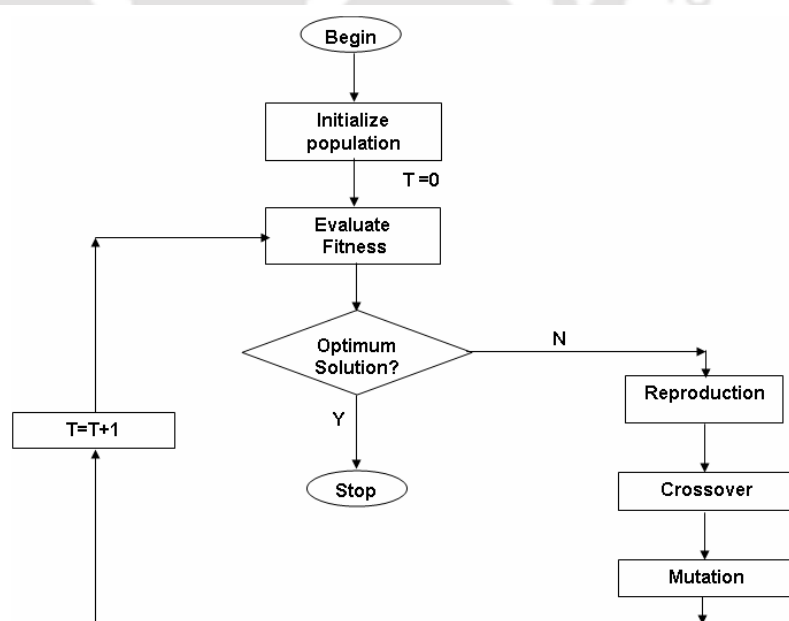 Begin
Initialize
population
T =0
Evaluate
Fitness
Optimum
Solution?
N
Reproduction
T=T+1
Y
Stop
Crossover
Mutation